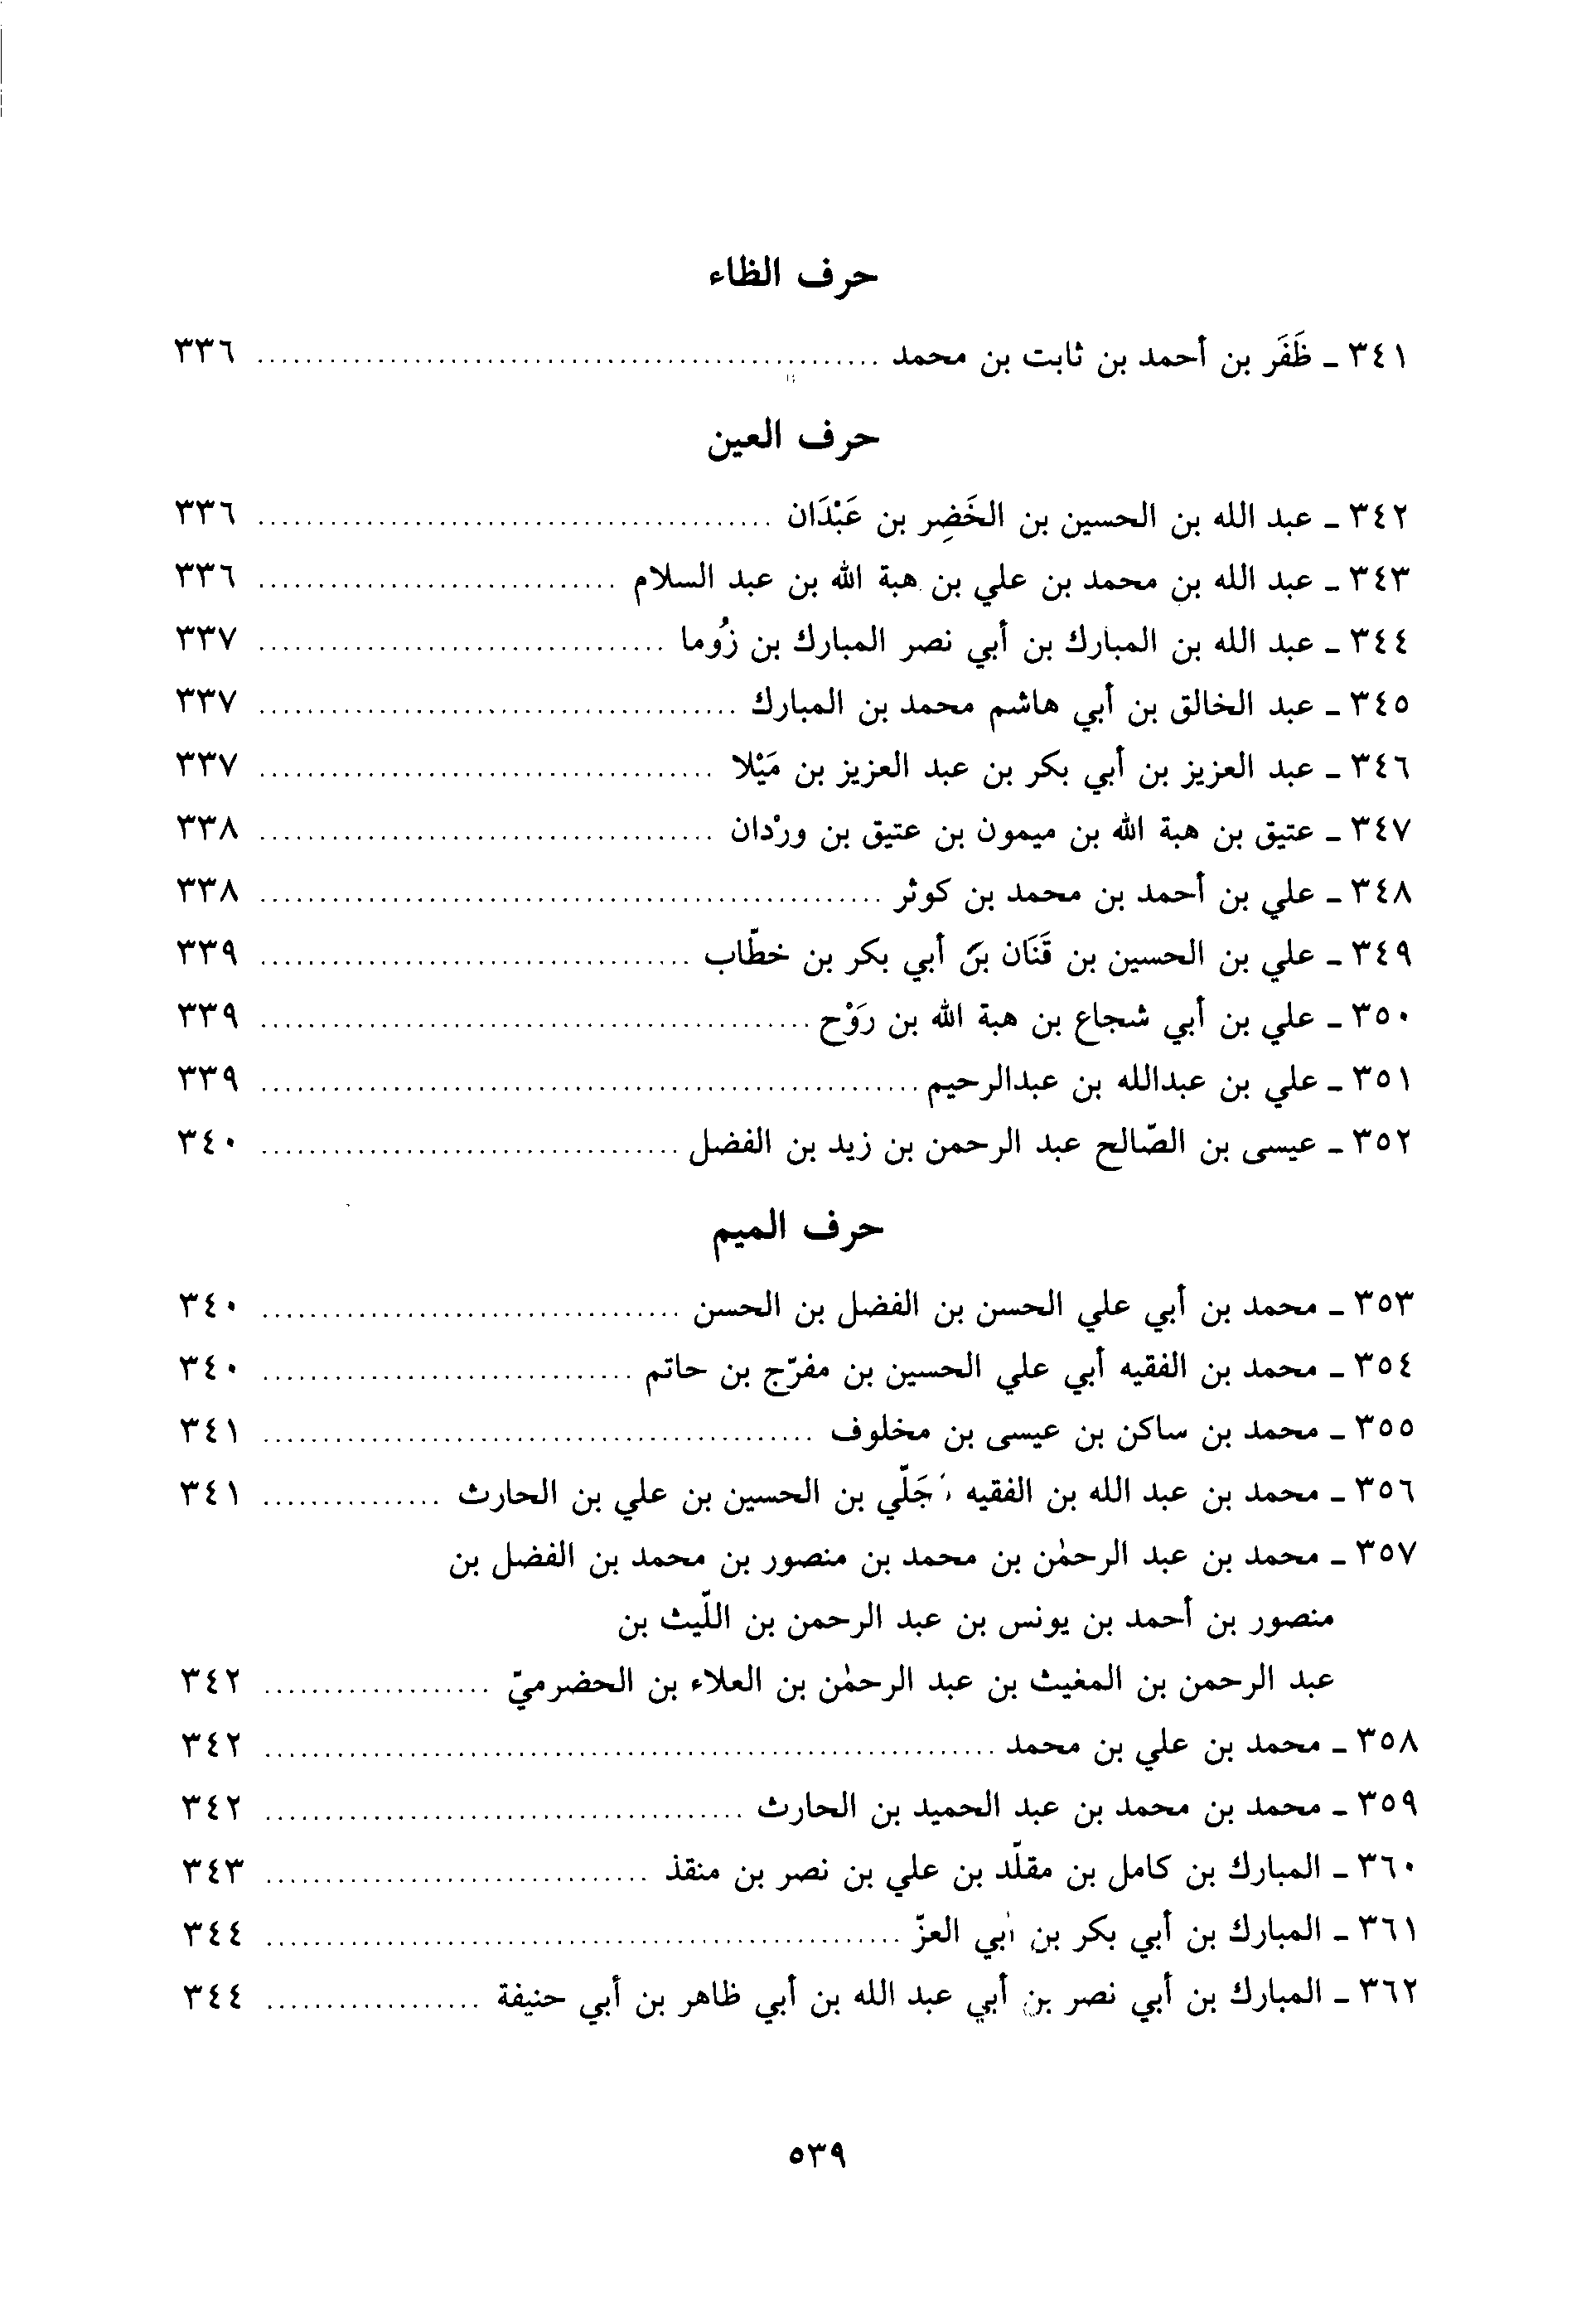 حرف الظاء
٣٤١ ـ ظَفَر بن أحمد بن ثابت بن محمد ................ ٣٣٦
حرف العين
٣٤٢ ـ عبد الله بن الحسين بن الخَضِر بن عَبْدَان ................ ٣٣٦
٣٤٣ ـ عبد الله بن محمد بن علي بن هبة الله بن عبد السلام ................ ٣٣٦
٣٤٤ ـ عبد الله بن المبارك بن أبي نصر المبارك بن زُوما ................ ٣٣٧
٣٤٥ ـ عبد الخالق بن أبي هاشم محمد بن المبارك ................ ٣٣٧
٣٤٦ ـ عبد العزيز بن أبي بكر بن عبد العزيز بن مَيْلا ................ ٣٣٧
٣٤٧ ـ عتيق بن هبة الله بن ميمون بن عتيق بن ورْدان ................ ٣٣٨
٣٤٨ ـ علي بن أحمد بن محمد بن كوثر ................ ٣٣٨
٣٤٩ ـ علي بن الحسين بن قَنَان بن أبي بكر بن خطّاب ................ ٣٣٩
٣٥٠ ـ علي بن أبي شجاع بن هبة الله بن رَوْح ................ ٣٣٩
٣٥١ ـ علي بن عبدالله بن عبدالرحيم ................ ٣٣٩
٣٥٢ ـ عيسى بن الصّالح عبد الرحمن بن زيد بن الفضل ................ ٣٤٠
حرف الميم
٣٥٣ ـ محمد بن أبي علي الحسن بن الفضل بن الحسن ................ ٣٤٠
٣٥٤ ـ محمد بن الفقيه أبي علي الحسين بن مفرّج بن حاتم ................ ٣٤٠
٣٥٥ ـ محمد بن ساكن بن عيسى بن مخلوف ................ ٣٤١
٣٥٦ ـ محمد بن عبد الله بن الفقيه بن الحسين بن علي بن الحارث ................ ٣٤١
٣٥٧ ـ محمد بن عبد الرحمٰن بن محمد بن منصور بن محمد بن الفضل بن
منصور بن أحمد بن يونس بن عبد الرحمن بن اللّيث بن
عبد الرحمن بن المغيث بن عبد الرحمٰن بن العلاء بن الحضرميّ ................ ٣٤٢
٣٥٨ ـ محمد بن علي بن محمد ................ ٣٤٢
٣٥٩ ـ محمد بن محمد بن عبد الحميد بن الحارث ................ ٣٤٢
٣٦٠ ـ المبارك بن كامل بن مقلّد بن علي بن نصر بن منقذ ................ ٣٤٣
٣٦١ ـ المبارك بن أبي بكر بن أبي العزّ ................ ٣٤٤
٣٦٢ ـ المبارك بن أبي نصر بن أبي عبد الله بن أبي ظاهر بن أبي حنيفة ................ ٣٤٤
٥٣٩